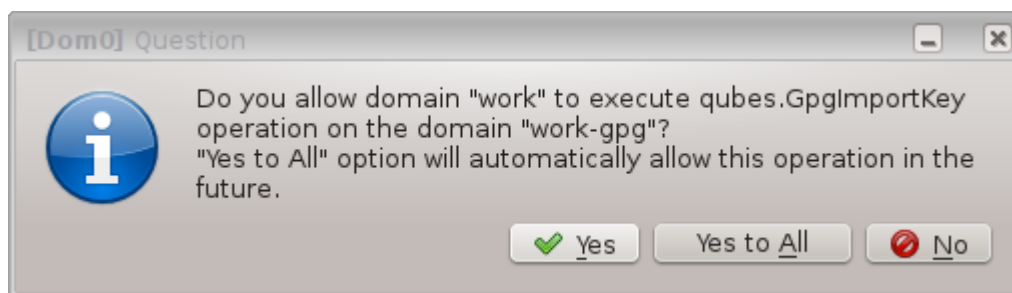 [Dom0] Question
Do you allow domain "work" to execute qubes.GpgImportKey
operation on the domain "work-gpg"?
"Yes to All" option will automatically allow this operation in the
future.
Yes
Yes to All
No